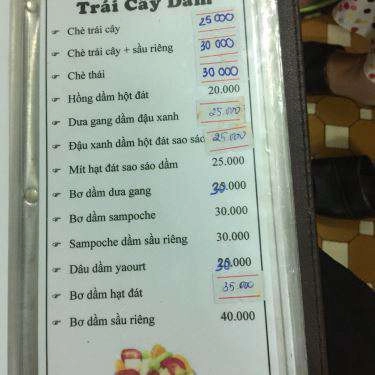 Trái Cây Dầm
Chè trái cây 25 000
Chè trái cây + sầu riêng 30 000
Chè thái 30 000
Hồng dầm hột đát 20.000
Dưa gang dầm đậu xanh 25.000
Đậu xanh dầm hột đát sao sáo 25.000
Mít hạt đát sao sáo dầm 25.000
Bơ dầm dưa gang 30.000
Bơ dầm sampoche 30.000
Sampoche dầm sầu riêng 30.000
Dâu dầm yaourt 30.000
Bơ dầm hạt đát 35.000
Bơ dầm sầu riêng 40.000